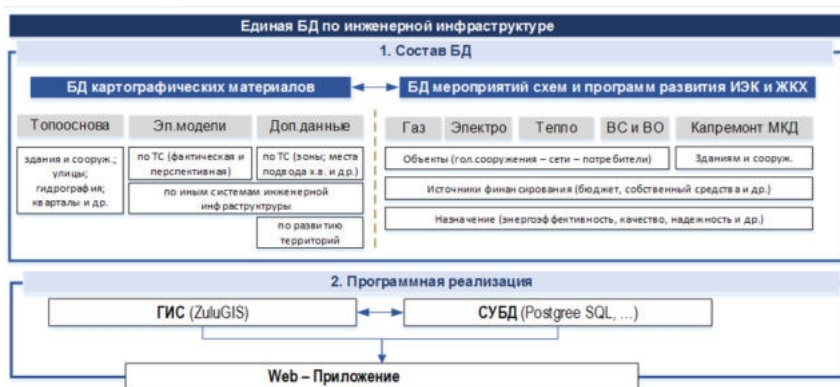 Единая БД по инженерной инфраструктуре
1. Состав БД
БД картографических материалов
БД мероприятий схем и программ развития ИЭК и ЖКХ
Топооснова
Эл.модели
Доп.данные
Газ
Электро
Тепло
ВС и ВО
Капремонт МКД
здания и сооруж.;
улицы;
гидрография;
кварталы и др.
по ТС (фактическая и
перспективная)
по ТС (зоны; места
подвода х.в. и др.)
по иным системам инженерной
инфраструктруры
по развитию
территорий
Объекты (гол.сооружения – сети – потребители)
Зданиям и сооруж.
Источники финансирования (бюджет, собственный средства и др.)
Назначение (энергоэффективность, качество, надежность и др.)
2. Программная реализация
ГИС (ZuluGIS)
СУБД (Postgree SQL, ...)
Web – Приложение